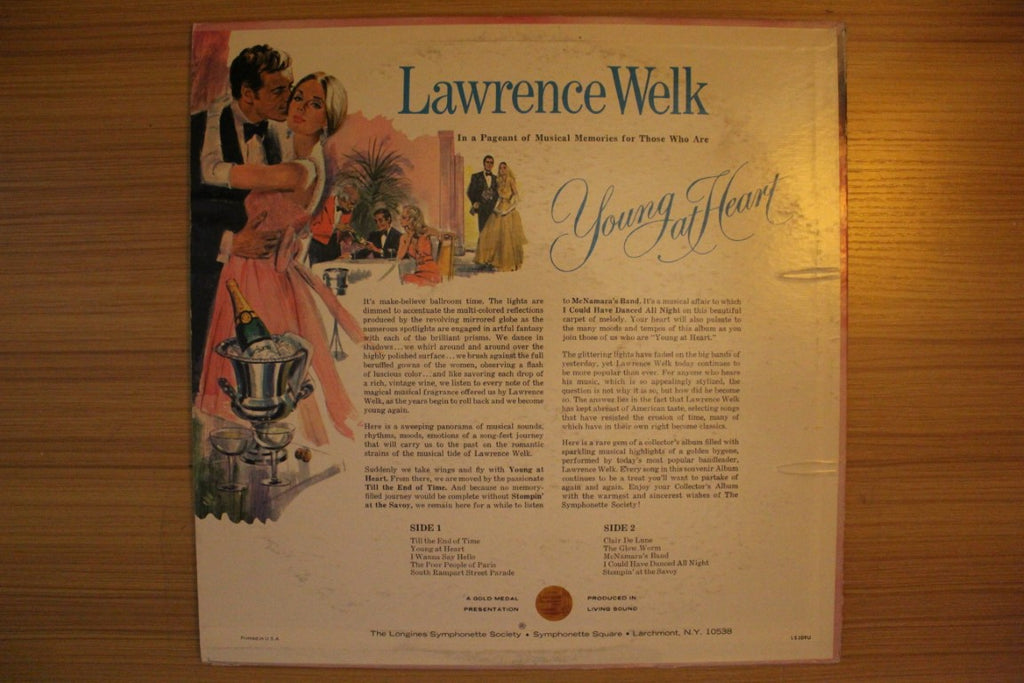 Lawrence Welk
In a Pageant of Musical Memories for Those Who Are
Young at Heart
It's make-believe ballroom time. The lights are
dimmed to accentuate the multi-colored reflections
produced by the revolving mirrored globe as the
numerous spotlights are engaged in artful fantasy
with each of the brilliant prisms. We dance in
shadows...we whirl around and around over the
highly polished surface...we brush against the full
beruffled gowns of the women, observing a flash
of luscious color...and like savoring each drop of
a rich, vintage wine, we listen to every note of the
magical musical fragrance offered us by Lawrence
Welk, as the years begin to roll back and we become
young again.
Here is a sweeping panorama of musical sounds,
rhythms, moods, emotions of a song-fest journey
that will carry us to the past on the romantic
strains of the musical tide of Lawrence Welk.
Suddenly we take wings and fly with Young at
Heart. From there, we are moved by the passionate
Till the End of Time. And because no memory-
filled journey would be complete without Stompin'
at the Savoy, we remain here for a while to listen
to McNamara's Band. It's a musical affair to which
I Could Have Danced All Night on this beautiful
carpet of melody. Your heart will also pulsate to
the many moods and tempos of this album as you
join those of us who are "Young at Heart."
The glittering lights have faded on the big bands of
yesterday, yet Lawrence Welk today continues to
be more popular than ever. For anyone who hears
his music, which is so appealingly stylized, the
question is not why it is so, but how did he become
so. The answer lies in the fact that Lawrence Welk
has kept abreast of American taste, selecting songs
that have resisted the erosion of time, many of
which have in their own right become classics.
Here is a rare gem of a collector's album filled with
sparkling musical highlights of a golden bygone,
performed by today's most popular bandleader,
Lawrence Welk. Every song in this souvenir Album
continues to be a treat you'll want to partake of
again and again. Enjoy your Collector's Album
with the warmest and sincerest wishes of The
Symphonette Society!
SIDE 1
Till the End of Time
Young at Heart
I Wanna Say Hello
The Poor People of Paris
South Rampart Street Parade
SIDE 2
Clair De Lune
The Glow Worm
McNamara's Band
I Could Have Danced All Night
Stompin' at the Savoy
A GOLD MEDAL
PRESENTATION
PRODUCED IN
LIVING SOUND
®
The Longines Symphonette Society • Symphonette Square • Larchmont, N.Y. 10538
Printed in U.S.A.